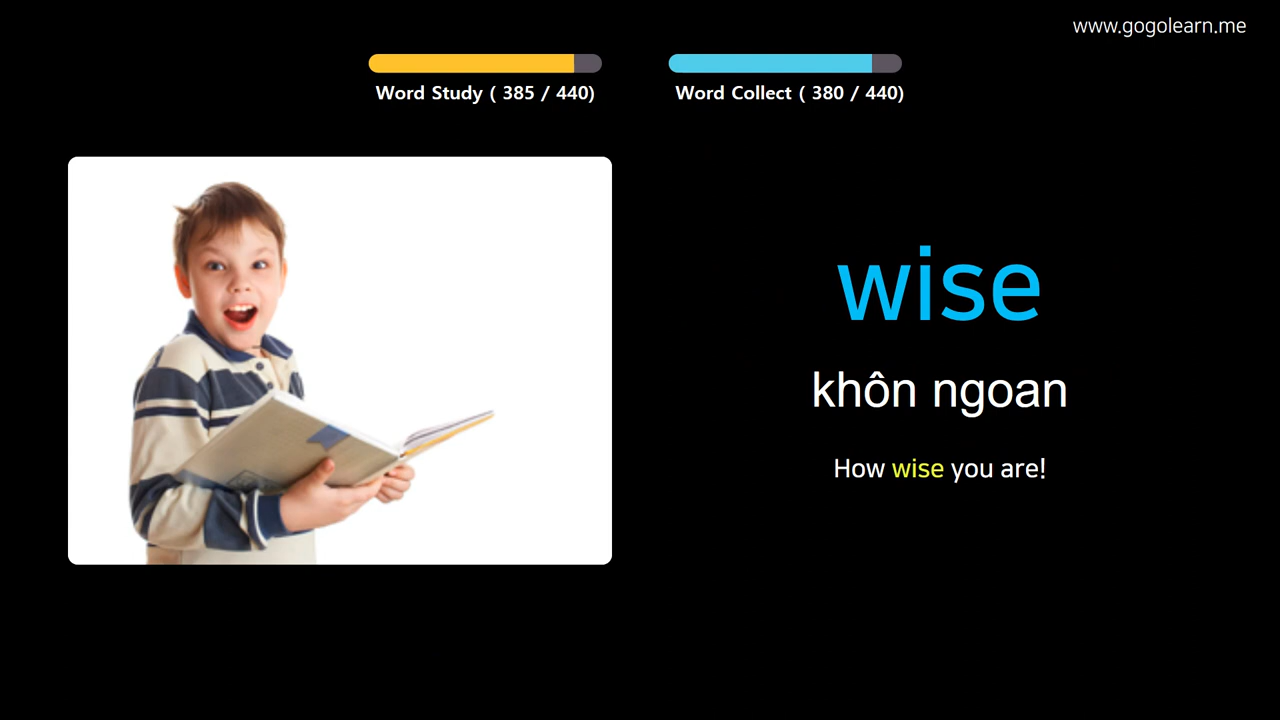 www.gogolearn.me
Word Study ( 385 / 440)
Word Collect ( 380 / 440)
wise
khôn ngoan
How wise you are!